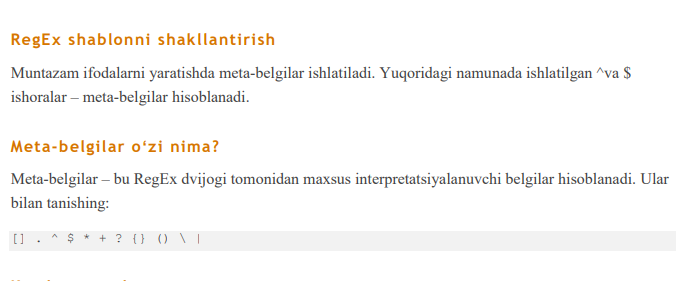 RegEx shablonni shakllantirish
Muntazam ifodalarni yaratishda meta-belgilar ishlatiladi. Yuqoridagi namunada ishlatilgan ^va $
ishoralar – meta-belgilar hisoblanadi.
Meta-belgilar o‘zi nima?
Meta-belgilar – bu RegEx dvijogi tomonidan maxsus interpretatsiyalanuvchi belgilar hisoblanadi. Ular
bilan tanishing:
[] . ^ $ * + ? {} () \ |